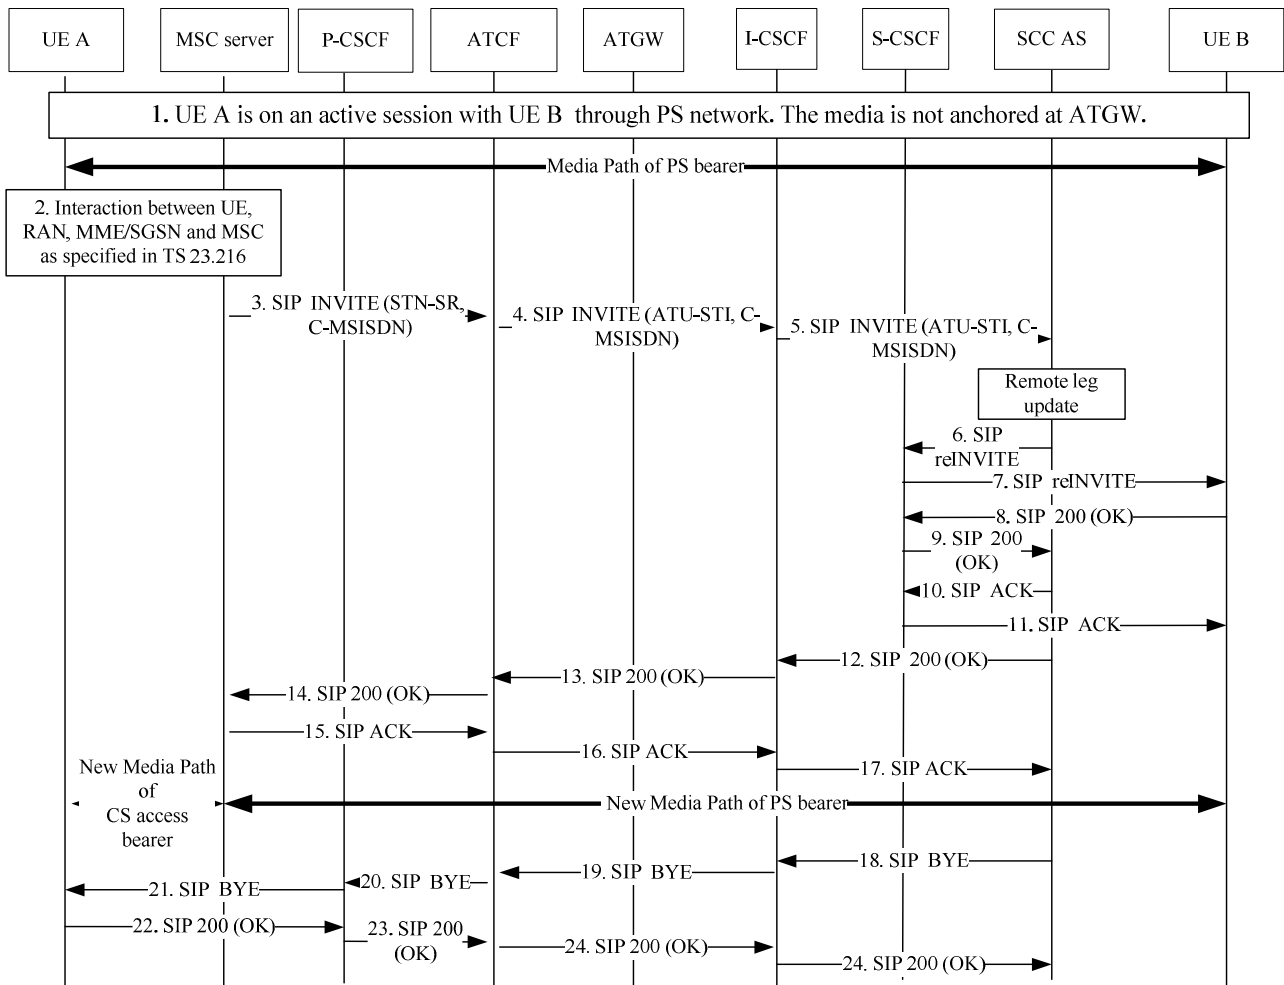 UE A
MSC server
P-CSCF
ATCF
ATGW
I-CSCF
S-CSCF
SCC AS
UE B
1. UE A is on an active session with UE B through PS network. The media is not anchored at ATGW.
Media Path of PS bearer
2. Interaction between UE,
RAN, MME/SGSN and MSC
as specified in TS 23.216
3. SIP INVITE (STN-SR,
C-MSISDN)
4. SIP INVITE (ATU-STI, C-
MSISDN)
5. SIP INVITE (ATU-STI, C-
MSISDN)
Remote leg
update
6. SIP
reINVITE
7. SIP reINVITE
8. SIP 200 (OK)
9. SIP 200
(OK)
10. SIP ACK
11. SIP ACK
12. SIP 200 (OK)
13. SIP 200 (OK)
14. SIP 200 (OK)
15. SIP ACK
16. SIP ACK
17. SIP ACK
New Media Path
of
CS access
bearer
New Media Path of PS bearer
18. SIP BYE
19. SIP BYE
20. SIP BYE
21. SIP BYE
22. SIP 200 (OK)
23. SIP 200
(OK)
24. SIP 200 (OK)
24. SIP 200 (OK)